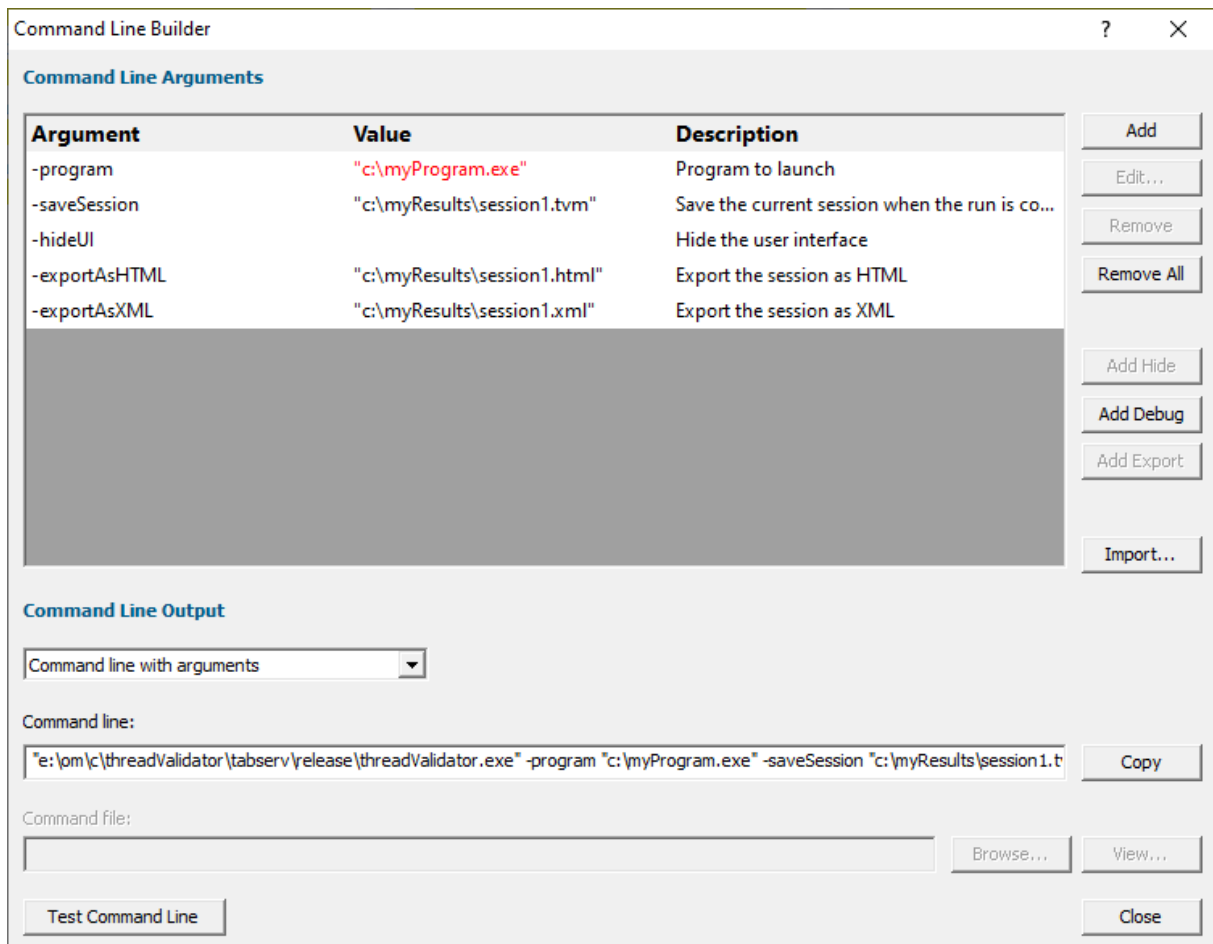 Command Line Builder ?
Command Line Arguments
Argument Value Description
-program "c:\myProgram.exe" Program to launch
-saveSession "c:\myResults\session1.tvm" Save the current session when the run is co...
-hideUI Hide the user interface
-exportAsHTML "c:\myResults\session1.html" Export the session as HTML
-exportAsXML "c:\myResults\session1.xml" Export the session as XML
Add
Edit...
Remove
Remove All
Add Hide
Add Debug
Add Export
Import...
Command Line Output
Command line with arguments
Command line:
"e:\om\c\threadValidator\tabserv\release\threadValidator.exe" -program "c:\myProgram.exe" -saveSession "c:\myResults\session1.t
Copy
Command file:
Browse... View...
Test Command Line Close